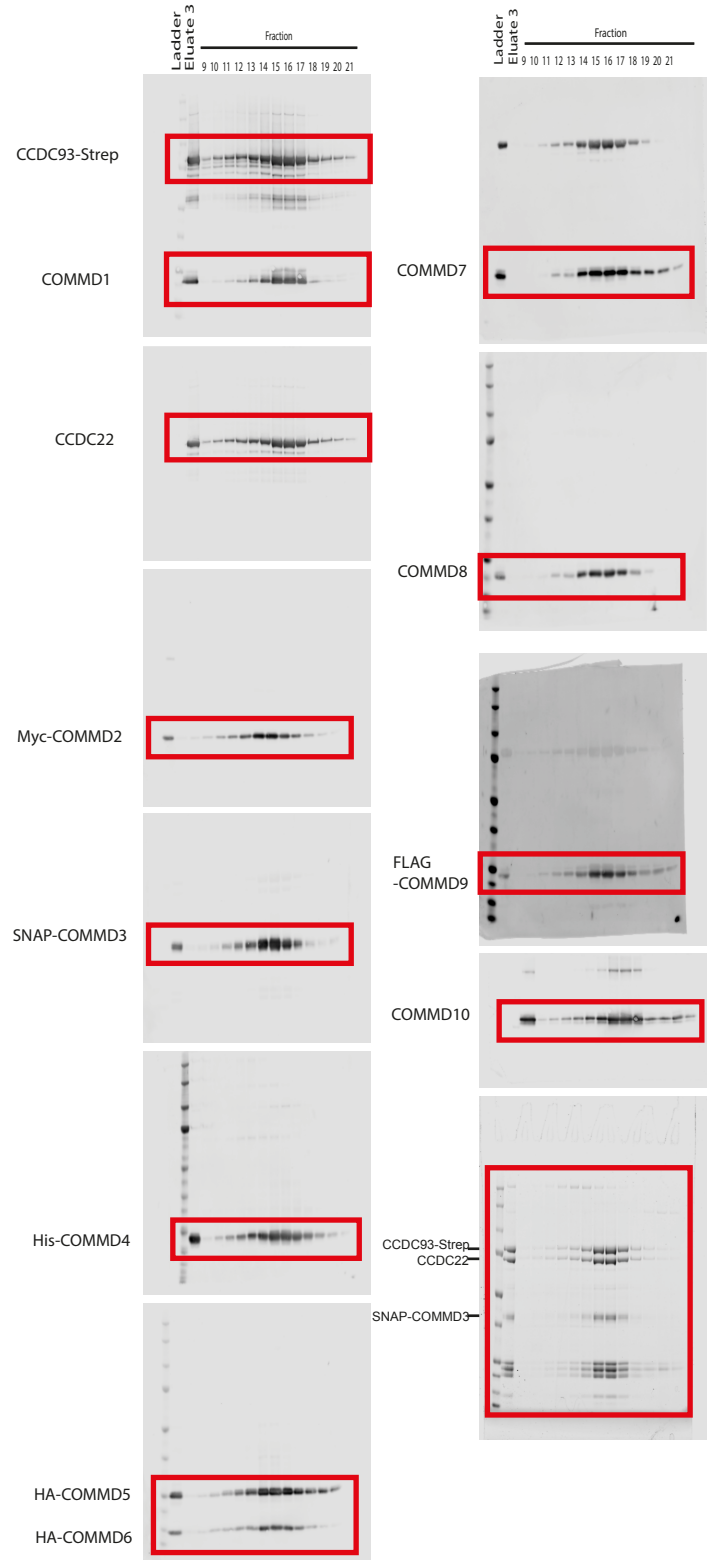 Ladder
Eluate 3
Fraction
9 10 11 12 13 14 15 16 17 18 19 20 21
CCDC93-Strep
COMMD1
CCDC22
Myc-COMMD2
SNAP-COMMD3
His-COMMD4
HA-COMMD5
HA-COMMD6
Ladder
Eluate 3
Fraction
9 10 11 12 13 14 15 16 17 18 19 20 21
COMMD7
COMMD8
FLAG
-COMMD9
COMMD10
CCDC93-Strep
CCDC22
SNAP-COMMD3